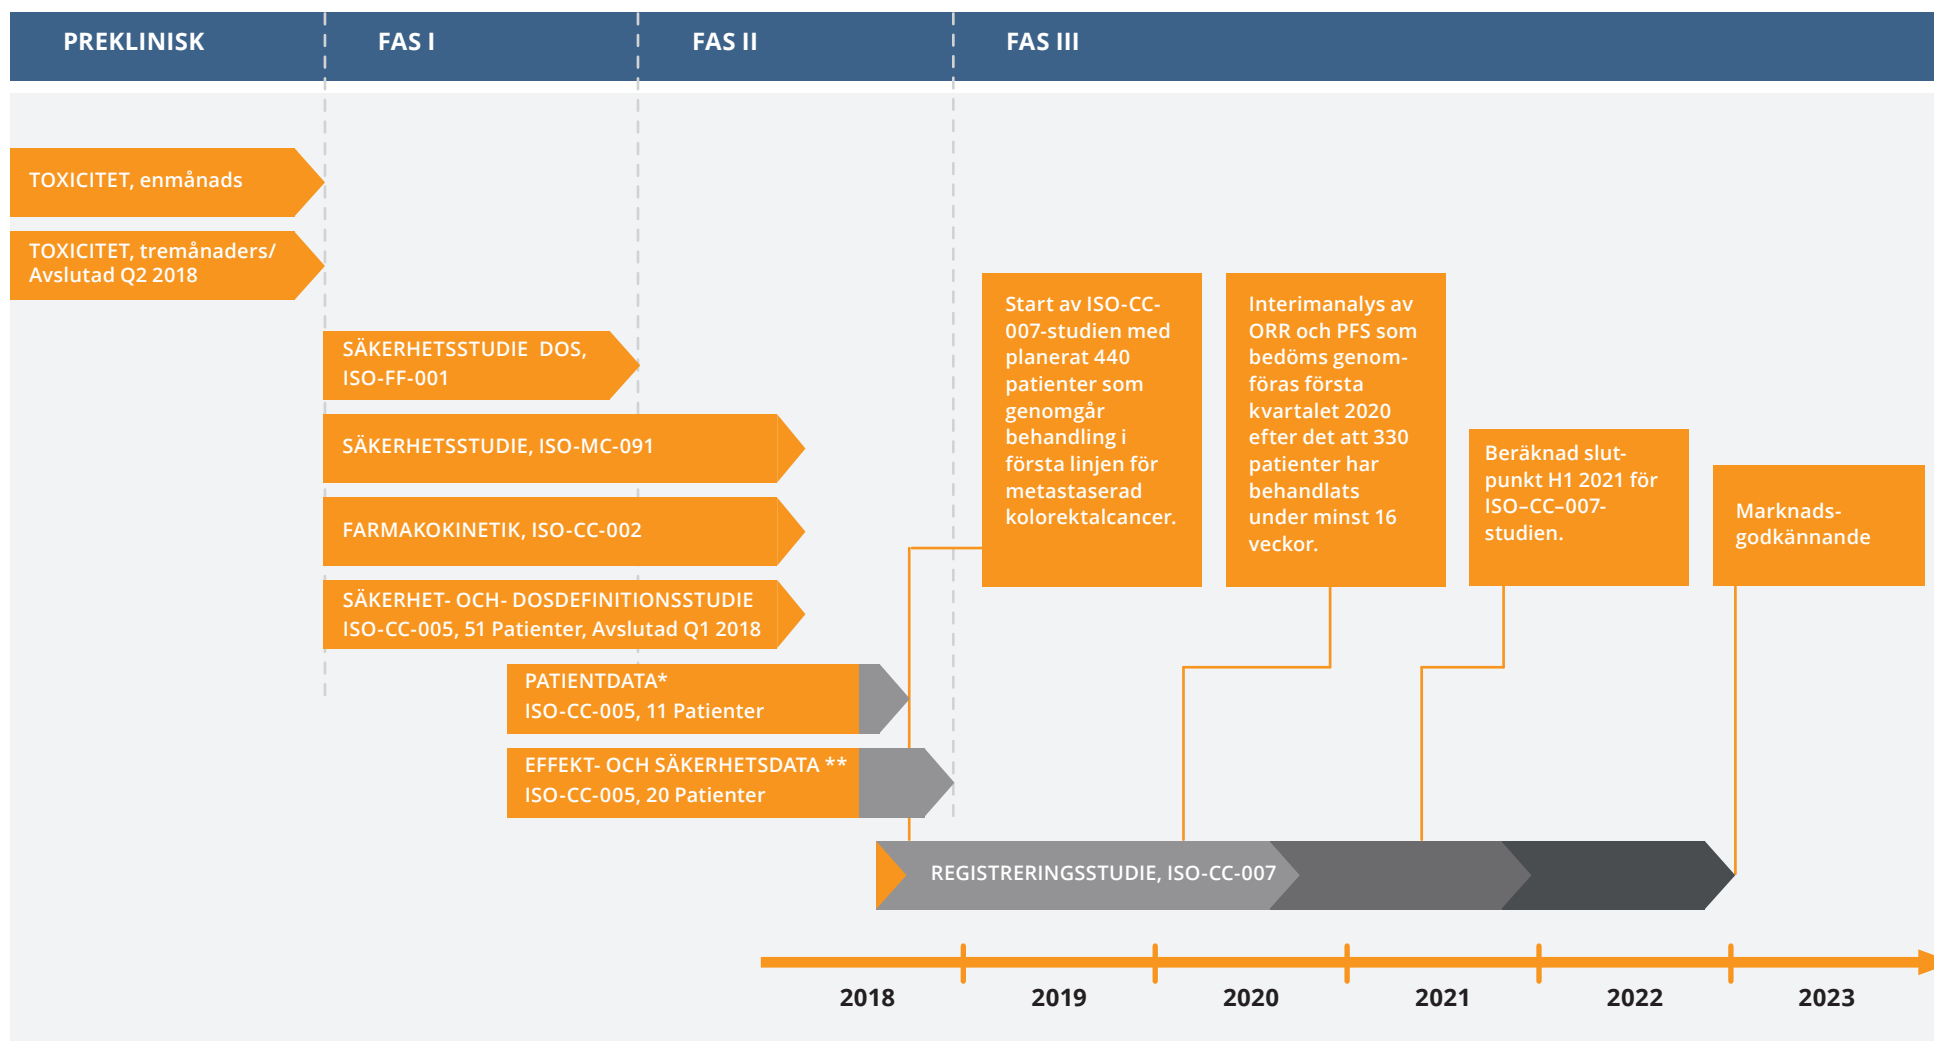 PREKLINISK
FAS I
FAS II
FAS III
TOXICITET, enmånads
TOXICITET, tremånaders/
Avslutad Q2 2018
SÄKERHETSSTUDIE DOS,
ISO-FF-001
SÄKERHETSSTUDIE, ISO-MC-091
FARMAKOKINETIK, ISO-CC-002
SÄKERHET- OCH- DOSDEFINITIONSSTUDIE
ISO-CC-005, 51 Patienter, Avslutad Q1 2018
PATIENTDATA*
ISO-CC-005, 11 Patienter
EFFEKT- OCH SÄKERHETSDATA **
ISO-CC-005, 20 Patienter
Start av ISO-CC-
007-studien med
planerat 440
patienter som
genomgår
behandling i
första linjen för
metastaserad
kolorektalcancer.
Interimanalys av
ORR och PFS som
bedöms genom-
föras första
kvartalet 2020
efter det att 330
patienter har
behandlats
under minst 16
veckor.
Beräknad slut-
punkt H1 2021 för
ISO–CC–007-
studien.
Marknads-
godkännande
REGISTRERINGSSTUDIE, ISO-CC-007
2018
2019
2020
2021
2022
2023